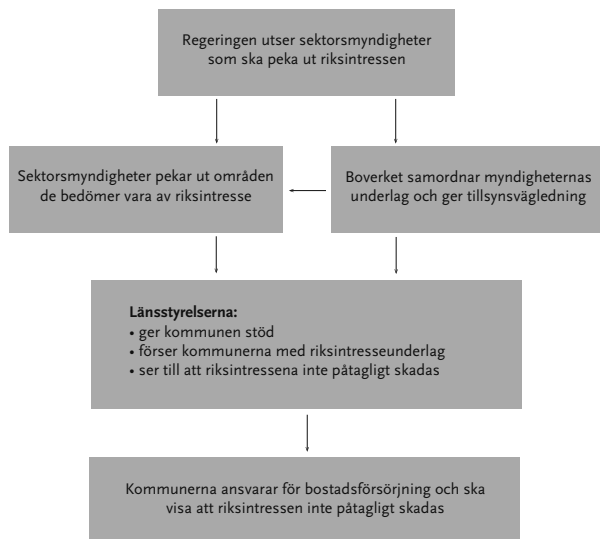 Regeringen utser sektorsmyndigheter
som ska peka ut riksintressen
Sektorsmyndigheter pekar ut områden
de bedömer vara av riksintresse
Boverket samordnar myndigheternas
underlag och ger tillsynsvägledning
Länsstyrelserna:
• ger kommunen stöd
• förser kommunerna med riksintresseunderlag
• ser till att riksintressena inte påtagligt skadas
Kommunerna ansvarar för bostadsförsörjning och ska
visa att riksintressen inte påtagligt skadas